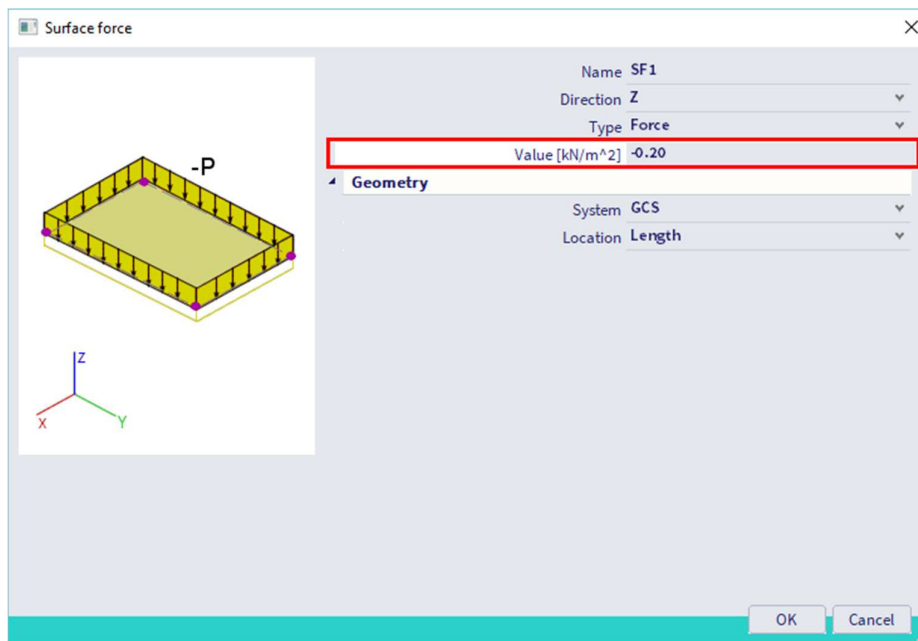 Surface force
-P
Z
X
Y
Name SF1
Direction Z
Type Force
Value [kN/m^2] -0.20
Geometry
System GCS
Location Length
OK Cancel